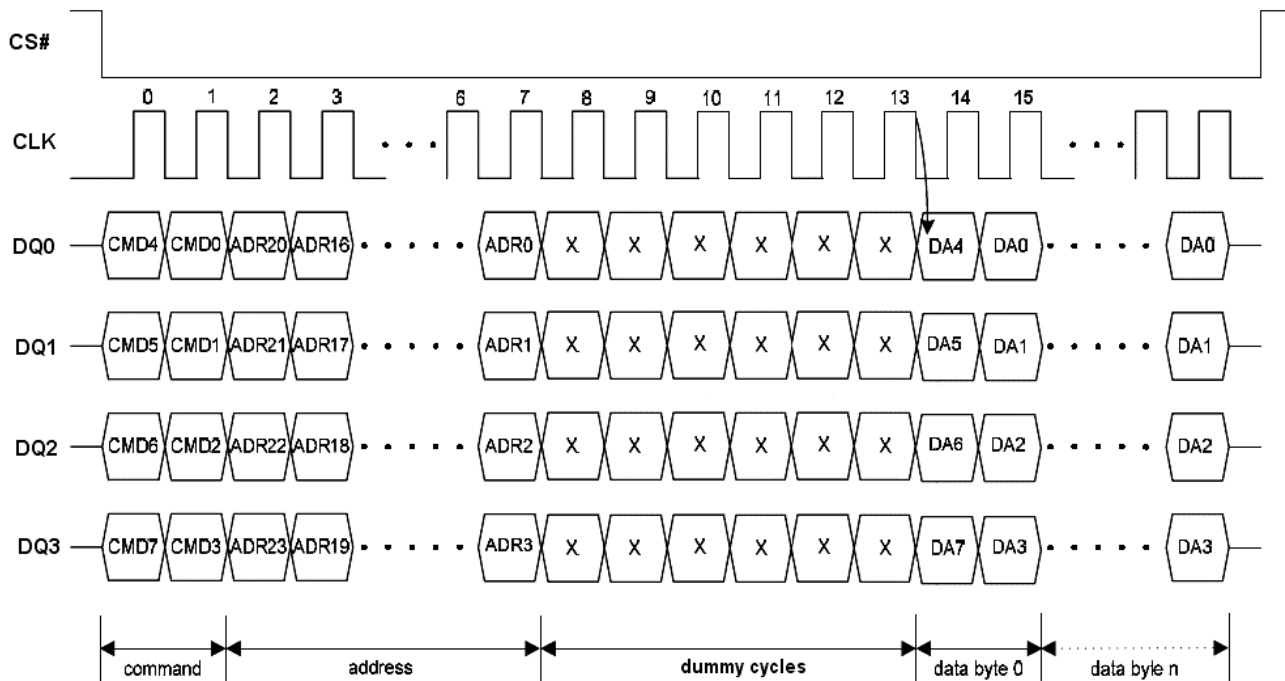 CS#
0 1 2 3 6 7 8 9 10 11 12 13 14 15
CLK
DQ0 CMD4 CMD0 ADR20 ADR16 ADR0 X X X X X X DA4 DA0 DA0
DQ1 CMD5 CMD1 ADR21 ADR17 ADR1 X X X X X X DA5 DA1 DA1
DQ2 CMD6 CMD2 ADR22 ADR18 ADR2 X X X X X X DA6 DA2 DA2
DQ3 CMD7 CMD3 ADR23 ADR19 ADR3 X X X X X X DA7 DA3 DA3
command address dummy cycles data byte 0 data byle n